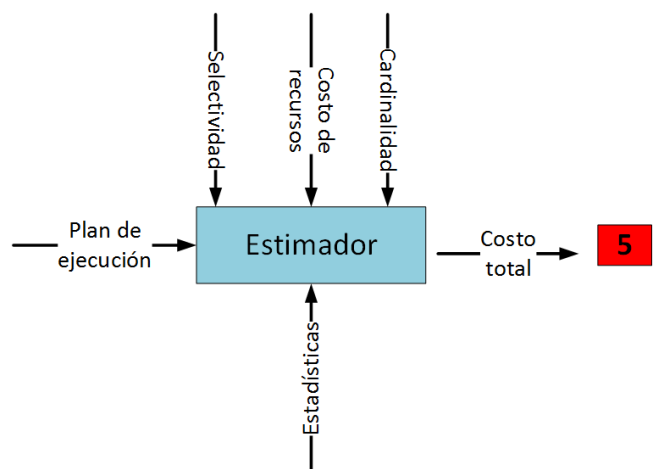 Selectividad
Costo de
recursos
Cardinalidad
Plan de
ejecución
Estimador
Costo
total
5
Estadísticas